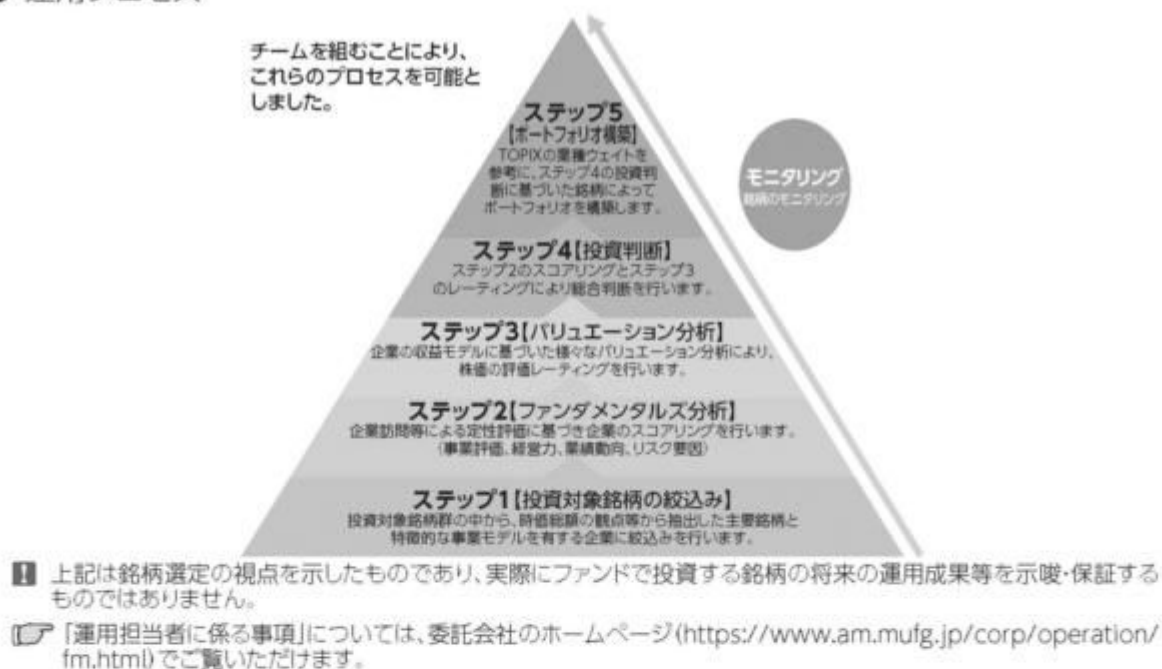 チームを組むことにより、
これらのプロセスを可能と
しました。
ステップ5
【ポートフォリオ構築】
TOPIXの業種ウェイトを
参考に、ステップ4の投資判
断に基づいた銘柄によって
ポートフォリオを構築します。
モニタリング
銘柄のモニタリング
ステップ4【投資判断】
ステップ2のスコアリングとステップ3
のレーティングにより総合判断を行います。
ステップ3【バリュエーション分析】
企業の収益モデルに基づいた様々なバリュエーション分析により、
株価の評価レーティングを行います。
ステップ2【ファンダメンタルズ分析】
企業訪問等による定性評価に基づき企業のスコアリングを行います。
(事業評価、経営力、業績動向、リスク要因)
ステップ1【投資対象銘柄の絞込み】
投資対象銘柄群の中から、時価総額の観点等から抽出した主要銘柄と
特徴的な事業モデルを有する企業に絞込みを行います。
上記は銘柄選定の視点を示したものであり、実際にファンドで投資する銘柄の将来の運用成果等を示唆・保証する
ものではありません。
「運用担当者に係る事項」については、委託会社のホームページ(https://www.am.mufg.jp/corp/operation/
fm.html)でご覧いただけます。